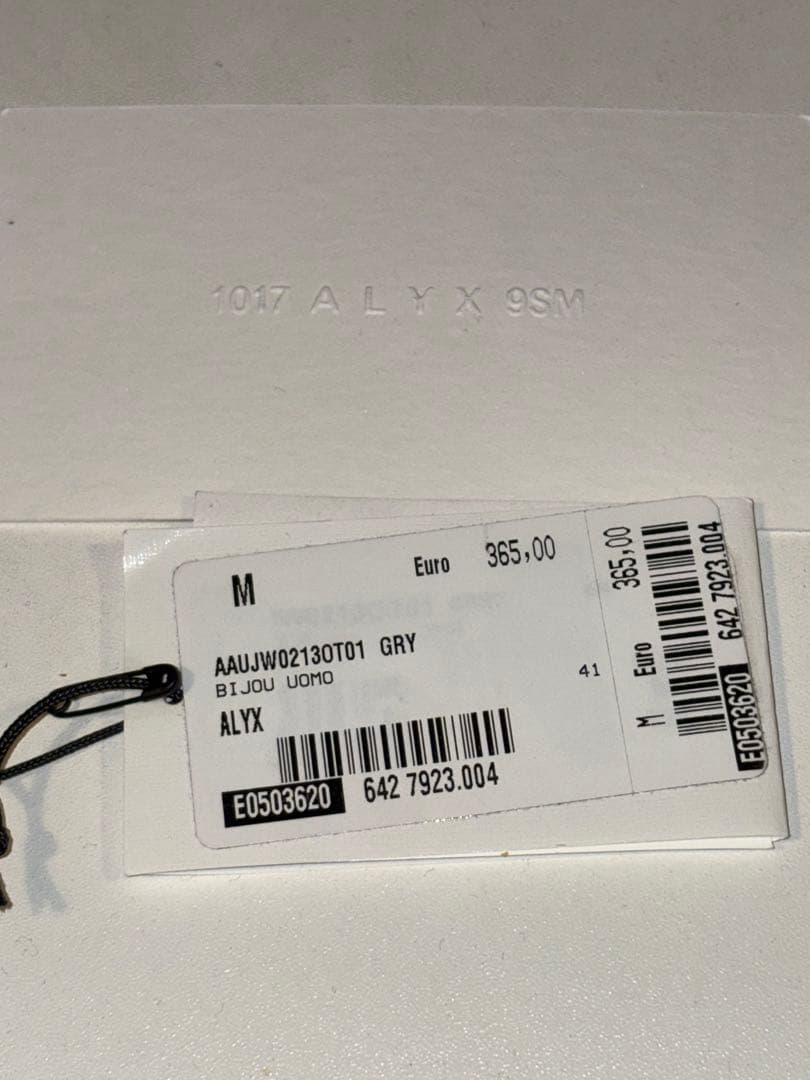 1017 A L Y X 9SM
M
Euro 365,00
AAUJW0213OT01 GRY
BIJOU UOMO
41
ALYX
E0503620 642 7923.004
M Euro 365,00
E0503620 642 7923.004